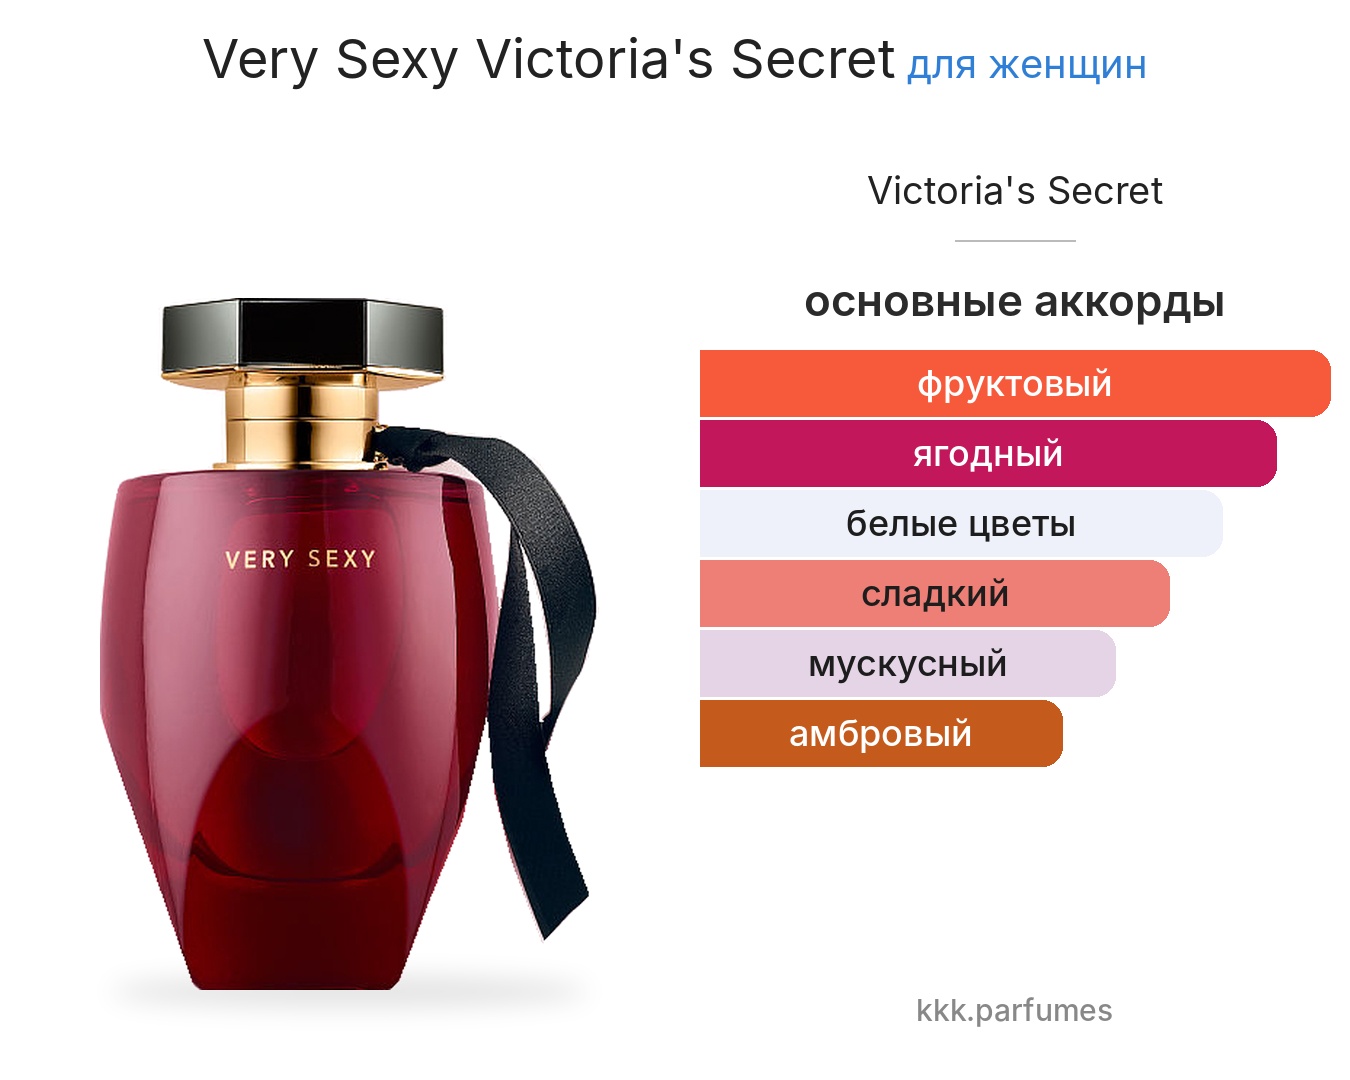 Very Sexy Victoria's Secret для женщин
Victoria's Secret
основные аккорды
фруктовый
ягодный
белые цветы
сладкий
мускусный
амбровый
VERY SEXY
kkk.parfumes